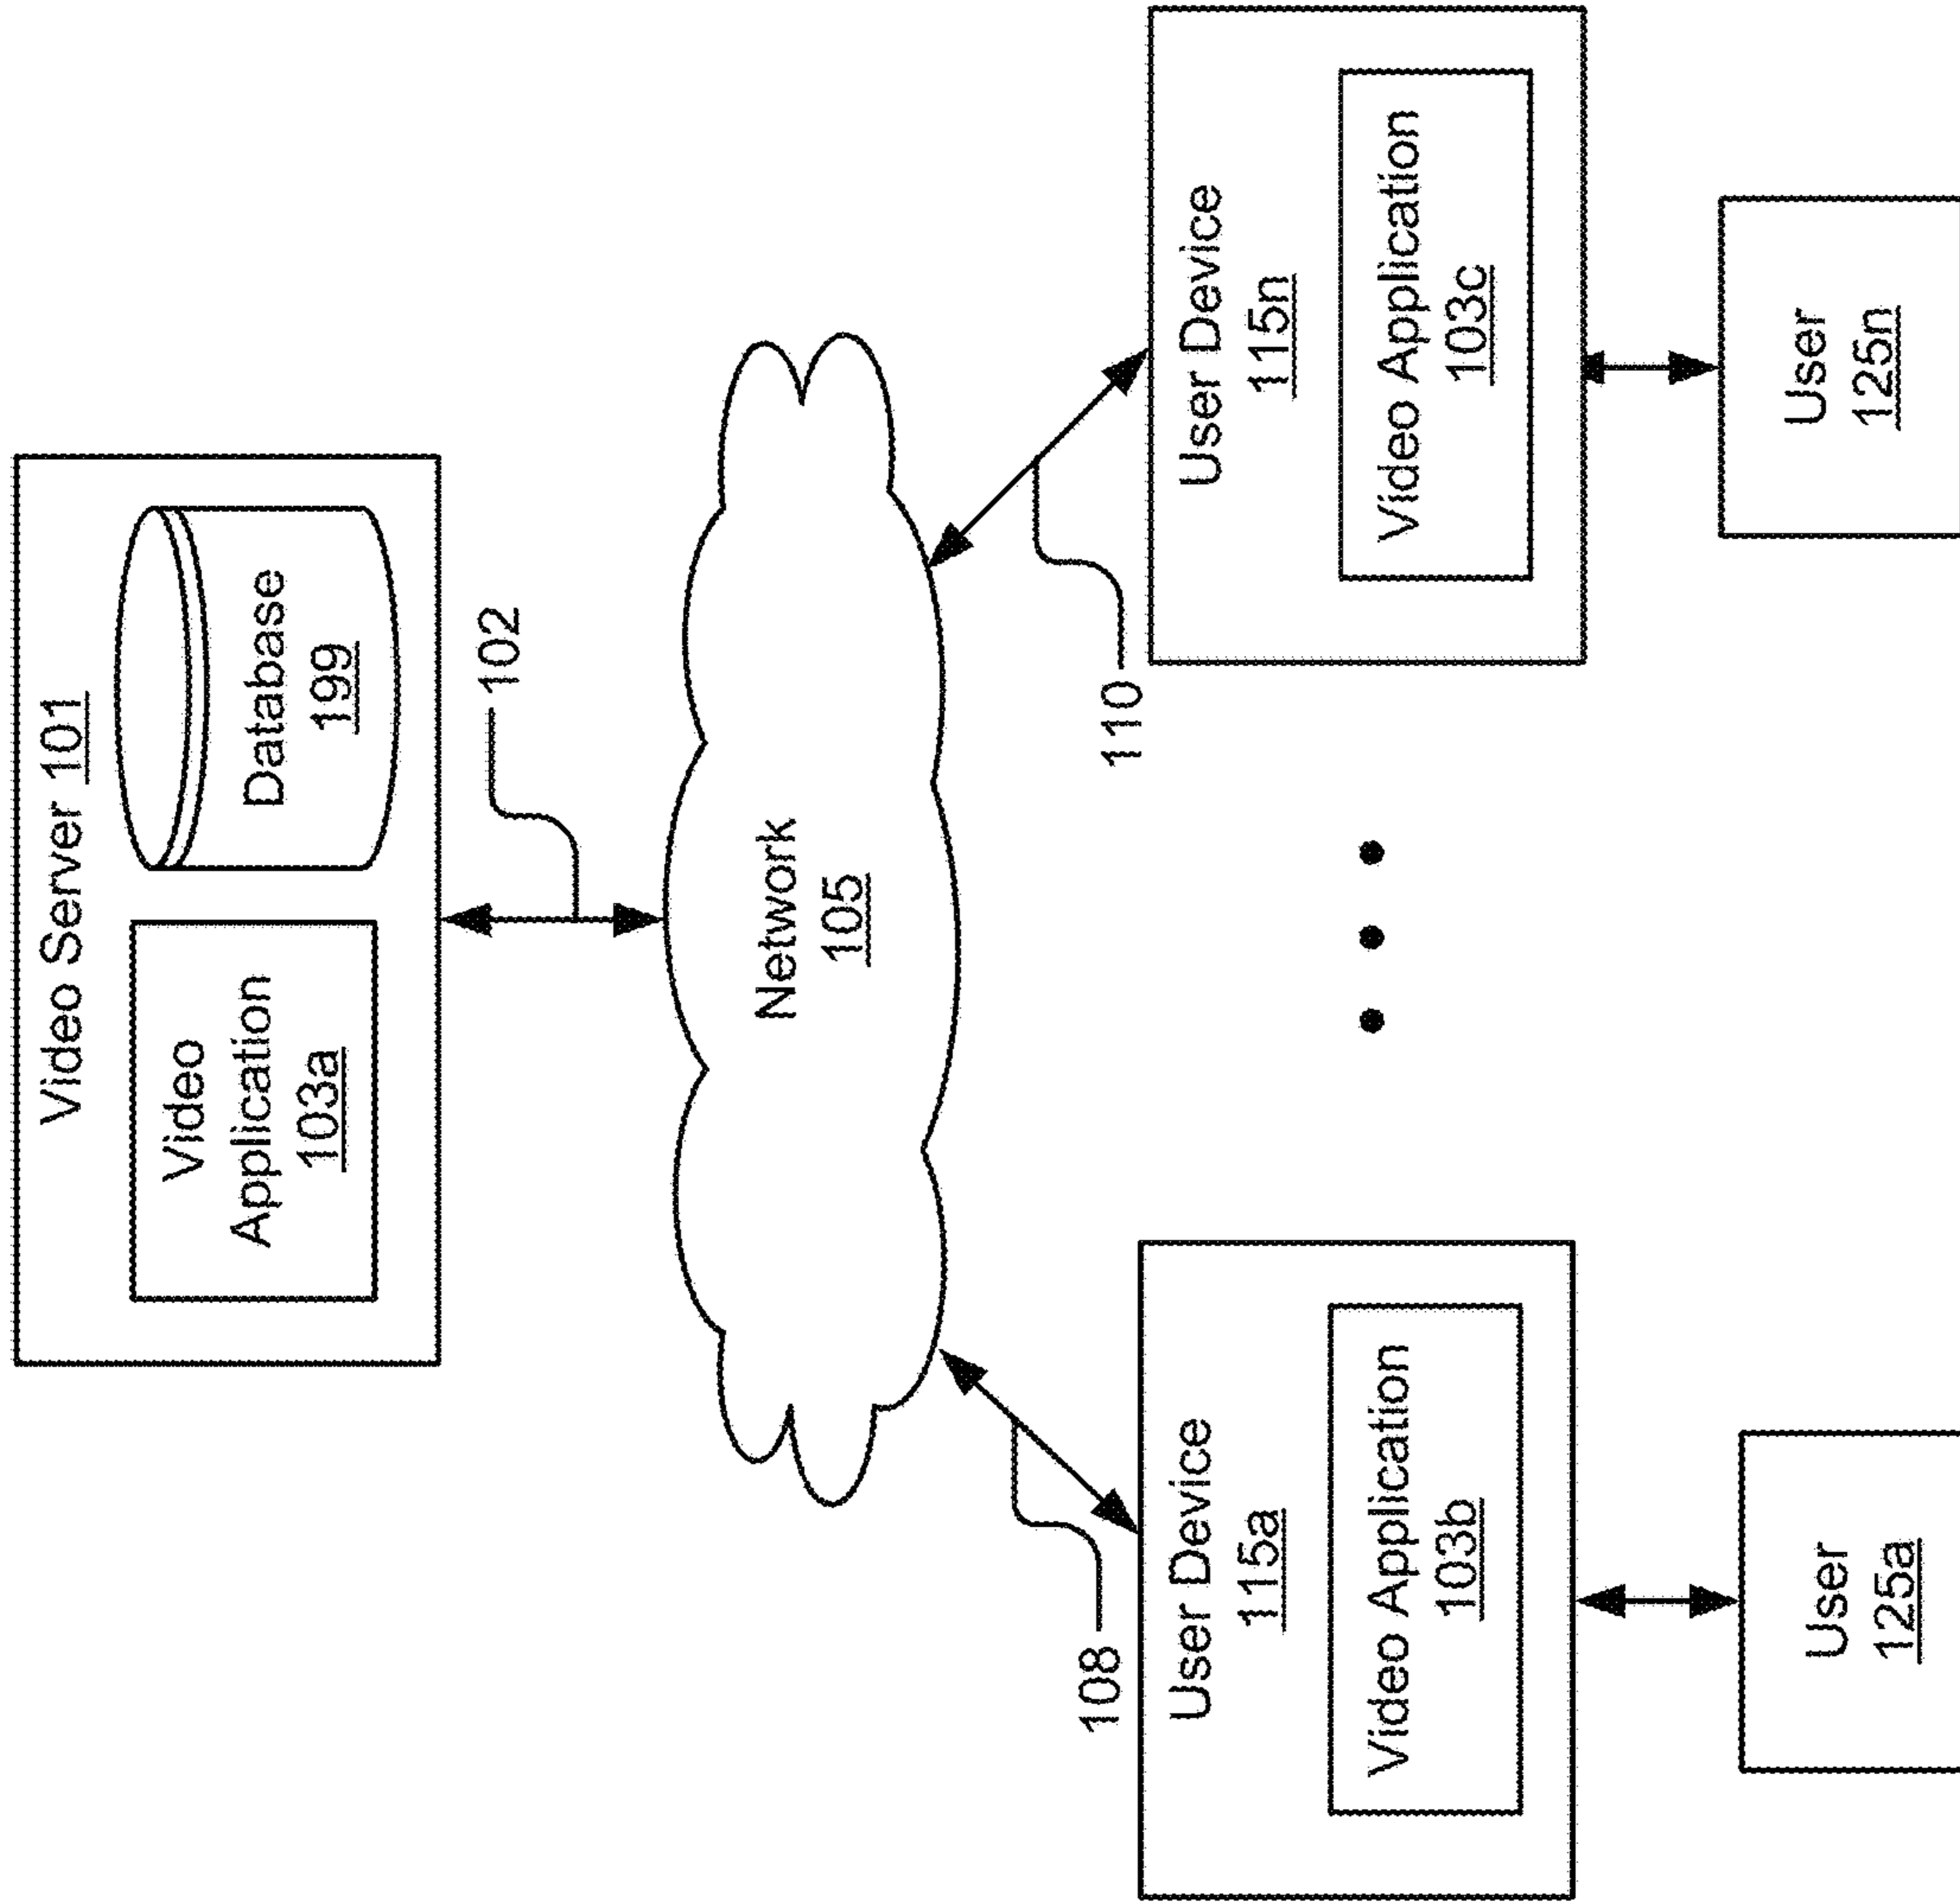 Video Server 101
Video
Application
103a
Database
199
102
Network
105
108
110
User Device
115a
Video Application
103b
User Device
115n
Video Application
103c
User
125a
User
125n